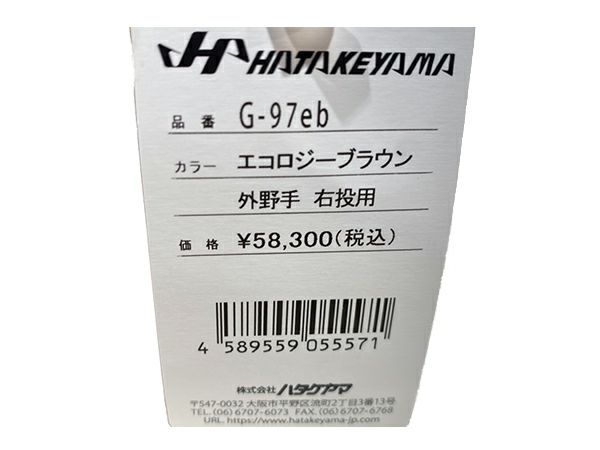 HATAKEYAMA
品番 G-97eb
カラー エコロジーブラウン
外野手 右投用
価格 ¥58,300(税込)
4 589559 055571
株式会社 ハタケヤマ
〒547-0032 大阪市平野区流町2丁目3番13号
TEL.(06)6707-6073 FAX.(06)6707-6768
URL. https://www.hatakeyama-jp.com